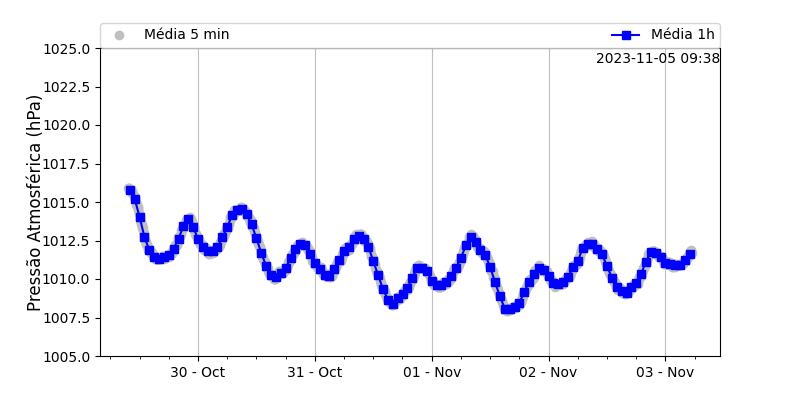 Média 5 min
Média 1h
2023-11-05 09:38
Pressão Atmosférica (hPa)
1025.0
1022.5
1020.0
1017.5
1015.0
1012.5
1010.0
1007.5
1005.0
30 - Oct
31 - Oct
01 - Nov
02 - Nov
03 - Nov